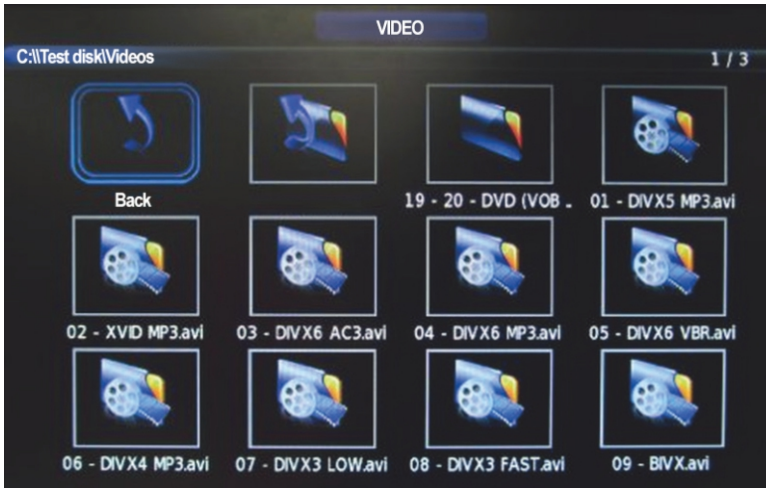 VIDEO
C:\\Test disk\Videos
1 / 3
Back
19 - 20 - DVD (VOB ..
01 - DIVX5 MP3.avi
02 - XVID MP3.avi
03 - DIVX6 AC3.avi
04 - DIVX6 MP3.avi
05 - DIVX6 VBR.avi
06 - DIVX4 MP3.avi
07 - DIVX3 LOW.avi
08 - DIVX3 FAST.avi
09 - BIVX.avi